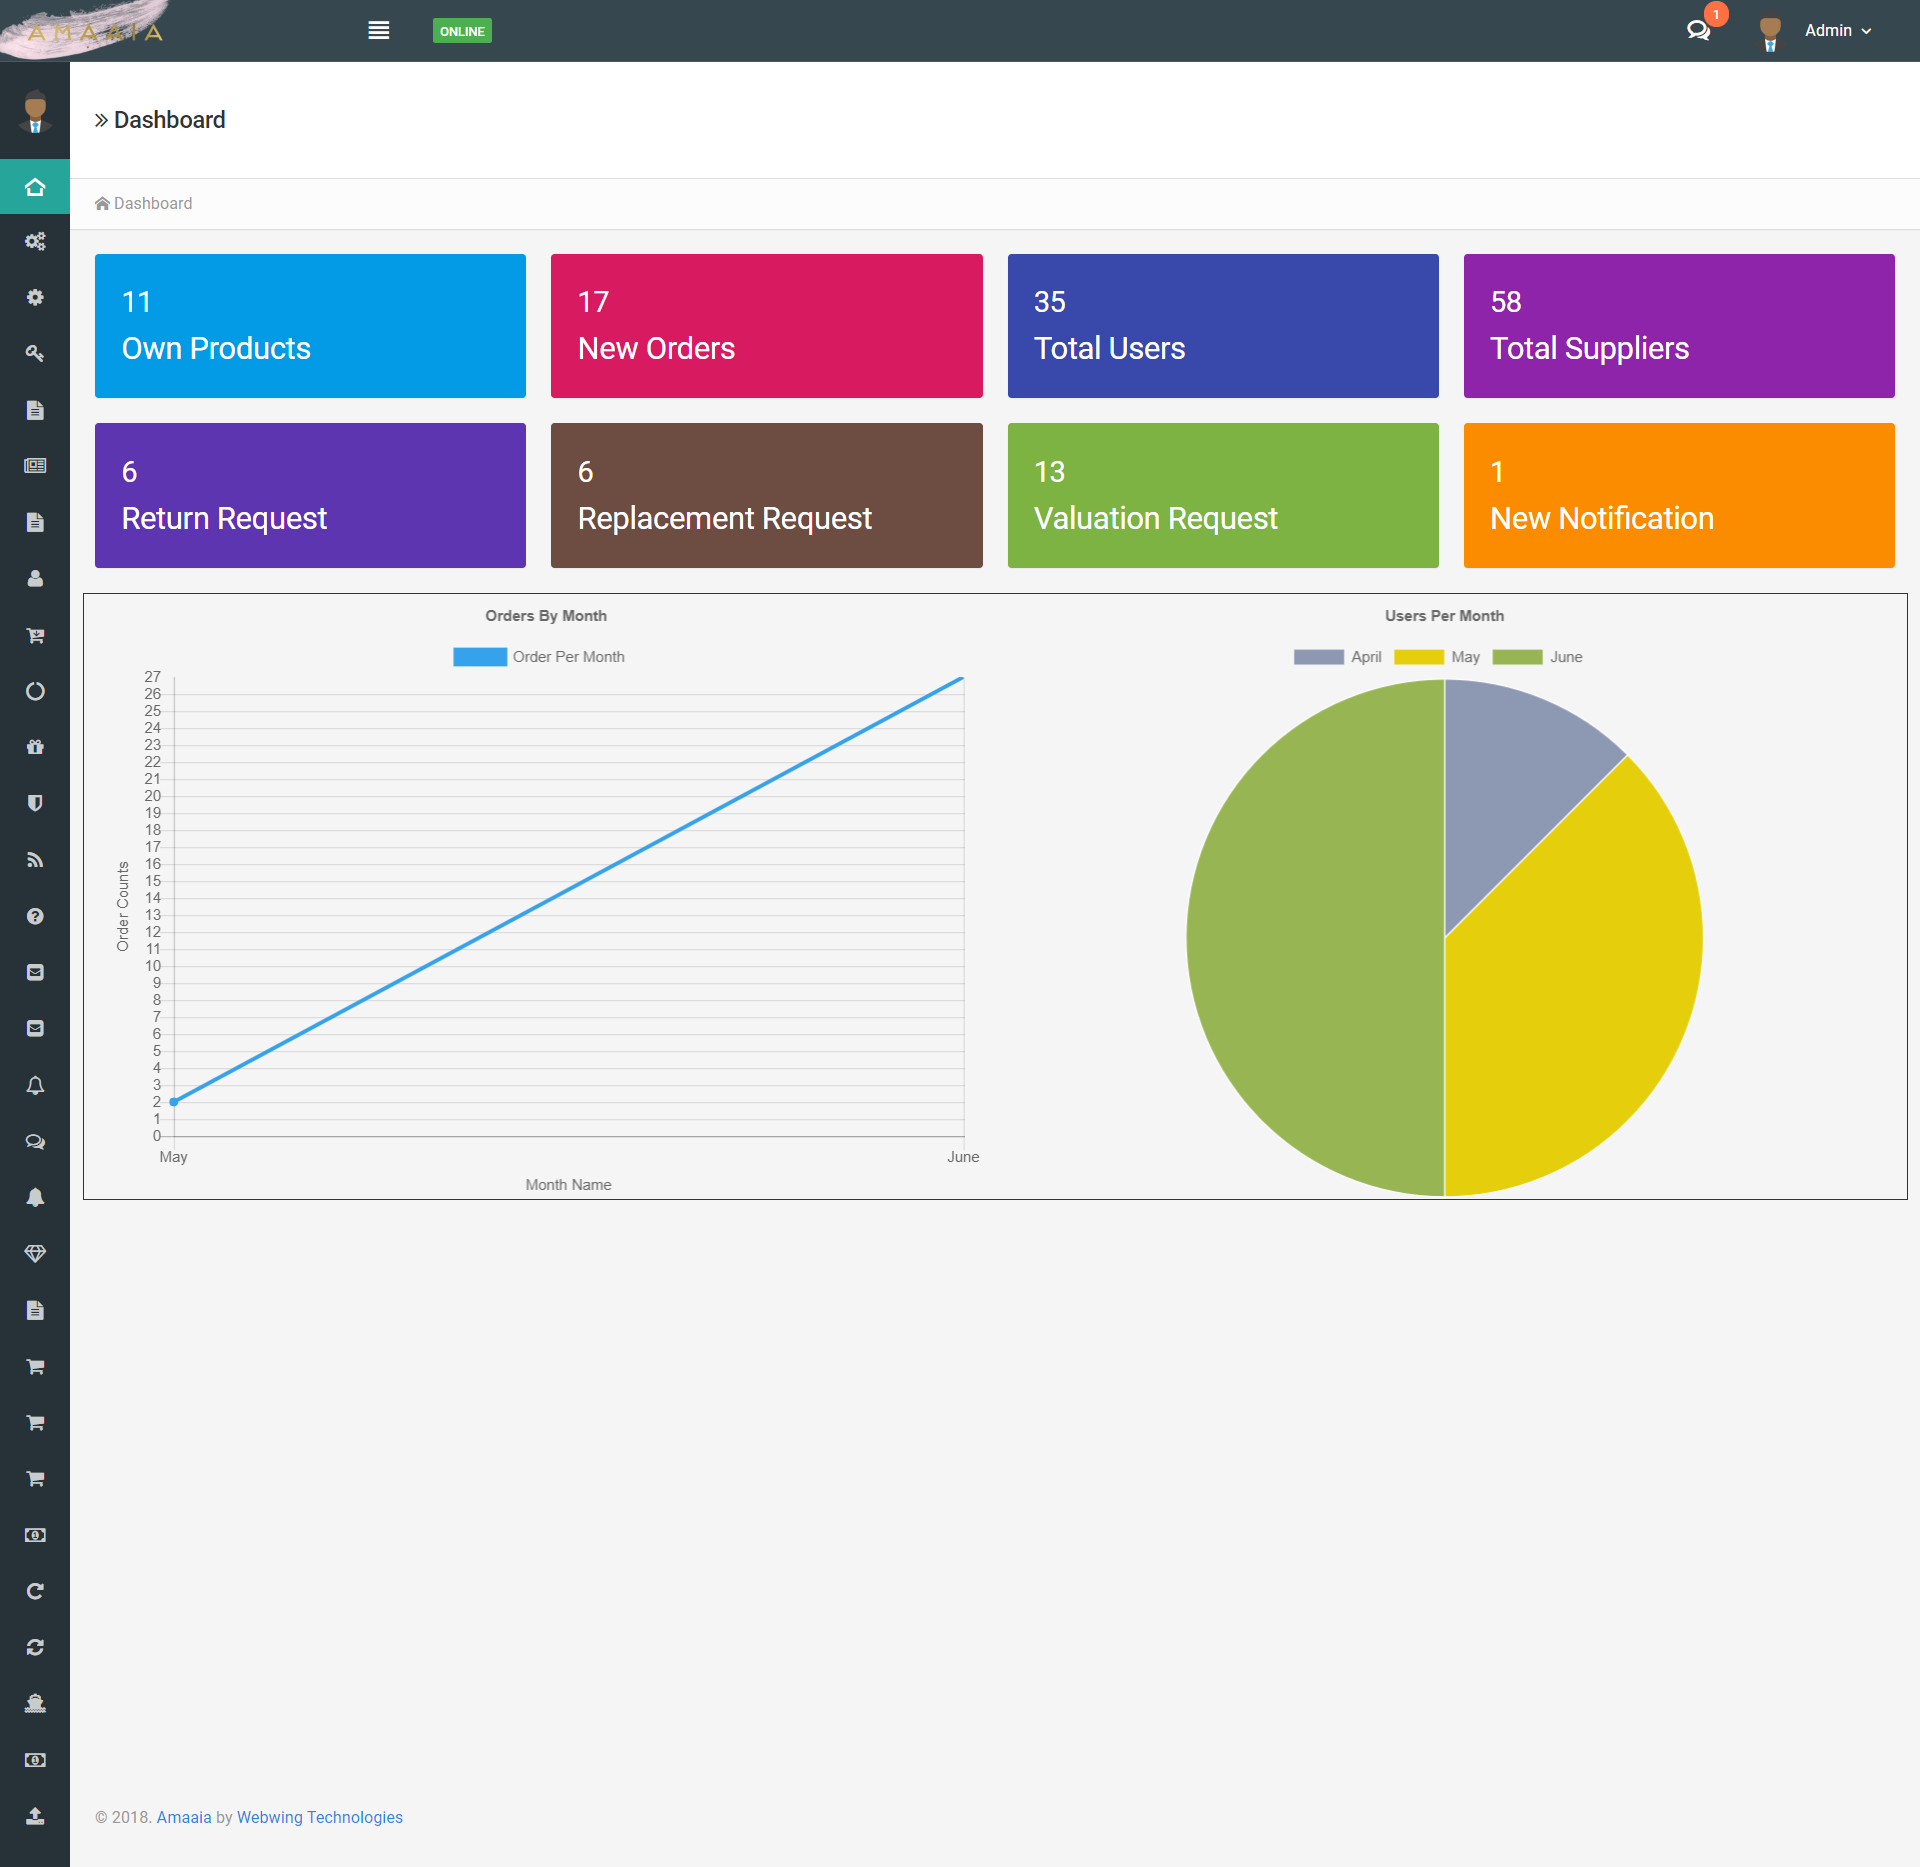 AMAAIA
ONLINE
1
Admin
Dashboard
Dashboard
11
Own Products
17
New Orders
35
Total Users
58
Total Suppliers
6
Return Request
6
Replacement Request
13
Valuation Request
1
New Notification
Orders By Month
Order Per Month
27
26
25
24
23
22
21
20
19
18
17
16
15
14
13
12
11
10
9
8
7
6
5
4
3
2
1
0
Order Counts
May
June
Month Name
Users Per Month
April
May
June
© 2018. Amaaia by Webwing Technologies